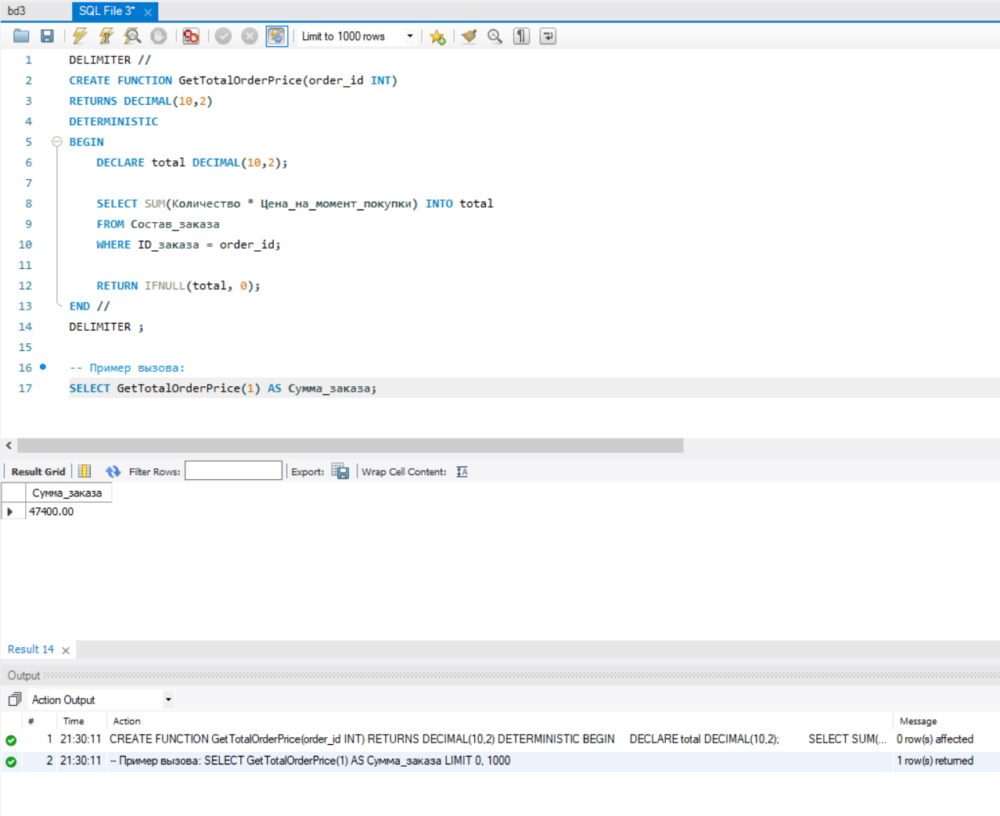 bd3
SQL File 3*
Limit to 1000 rows
1 DELIMITER //
2 CREATE FUNCTION GetTotalOrderPrice(order_id INT)
3 RETURNS DECIMAL(10,2)
4 DETERMINISTIC
5 BEGIN
6 DECLARE total DECIMAL(10,2);
7
8 SELECT SUM(Количество * Цена_на_момент_покупки) INTO total
9 FROM Состав_заказа
10 WHERE ID_заказа = order_id;
11
12 RETURN IFNULL(total, 0);
13 END //
14 DELIMITER ;
15
16 -- Пример вызова:
17 SELECT GetTotalOrderPrice(1) AS Сумма_заказа;
Result Grid Filter Rows: Export: Wrap Cell Content:
Сумма_заказа
47400.00
Result 14
Output
Action Output
# Time Action Message
1 21:30:11 CREATE FUNCTION GetTotalOrderPrice(order_id INT) RETURNS DECIMAL(10,2) DETERMINISTIC BEGIN DECLARE total DECIMAL(10,2); SELECT SUM(... 0 row(s) affected
2 21:30:11 -- Пример вызова: SELECT GetTotalOrderPrice(1) AS Сумма_заказа LIMIT 0, 1000 1 row(s) returned